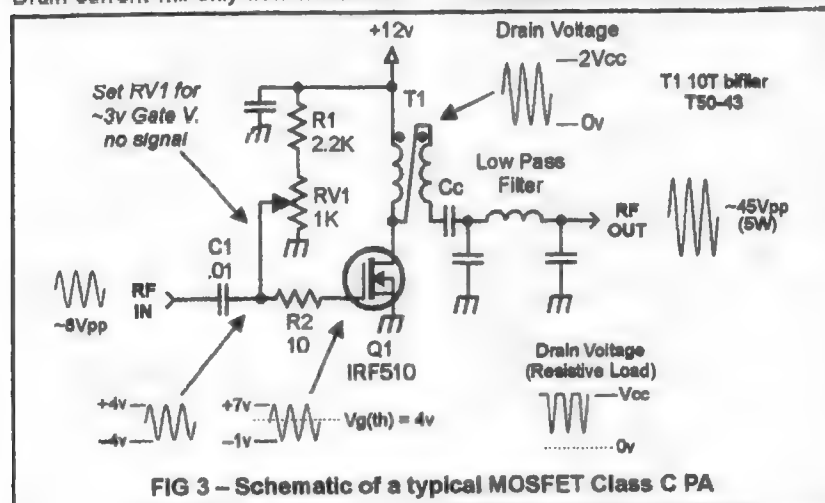 +12v
Drain Voltage
2Vcc
0v
T1 10T bifilar
T50-43
Set RV1 for
~3v Gate V.
no signal
R1
2.2K
T1
RV1
1K
Cc
Low Pass
Filter
RF
OUT
~45Vpp
(5W)
C1
.01
RF
IN
~8Vpp
R2
10
Q1
IRF510
+4v
-4v
+7v
-1v
Vg(th) = 4v
Drain Voltage
(Resistive Load)
Vcc
0v
FIG 3 – Schematic of a typical MOSFET Class C PA